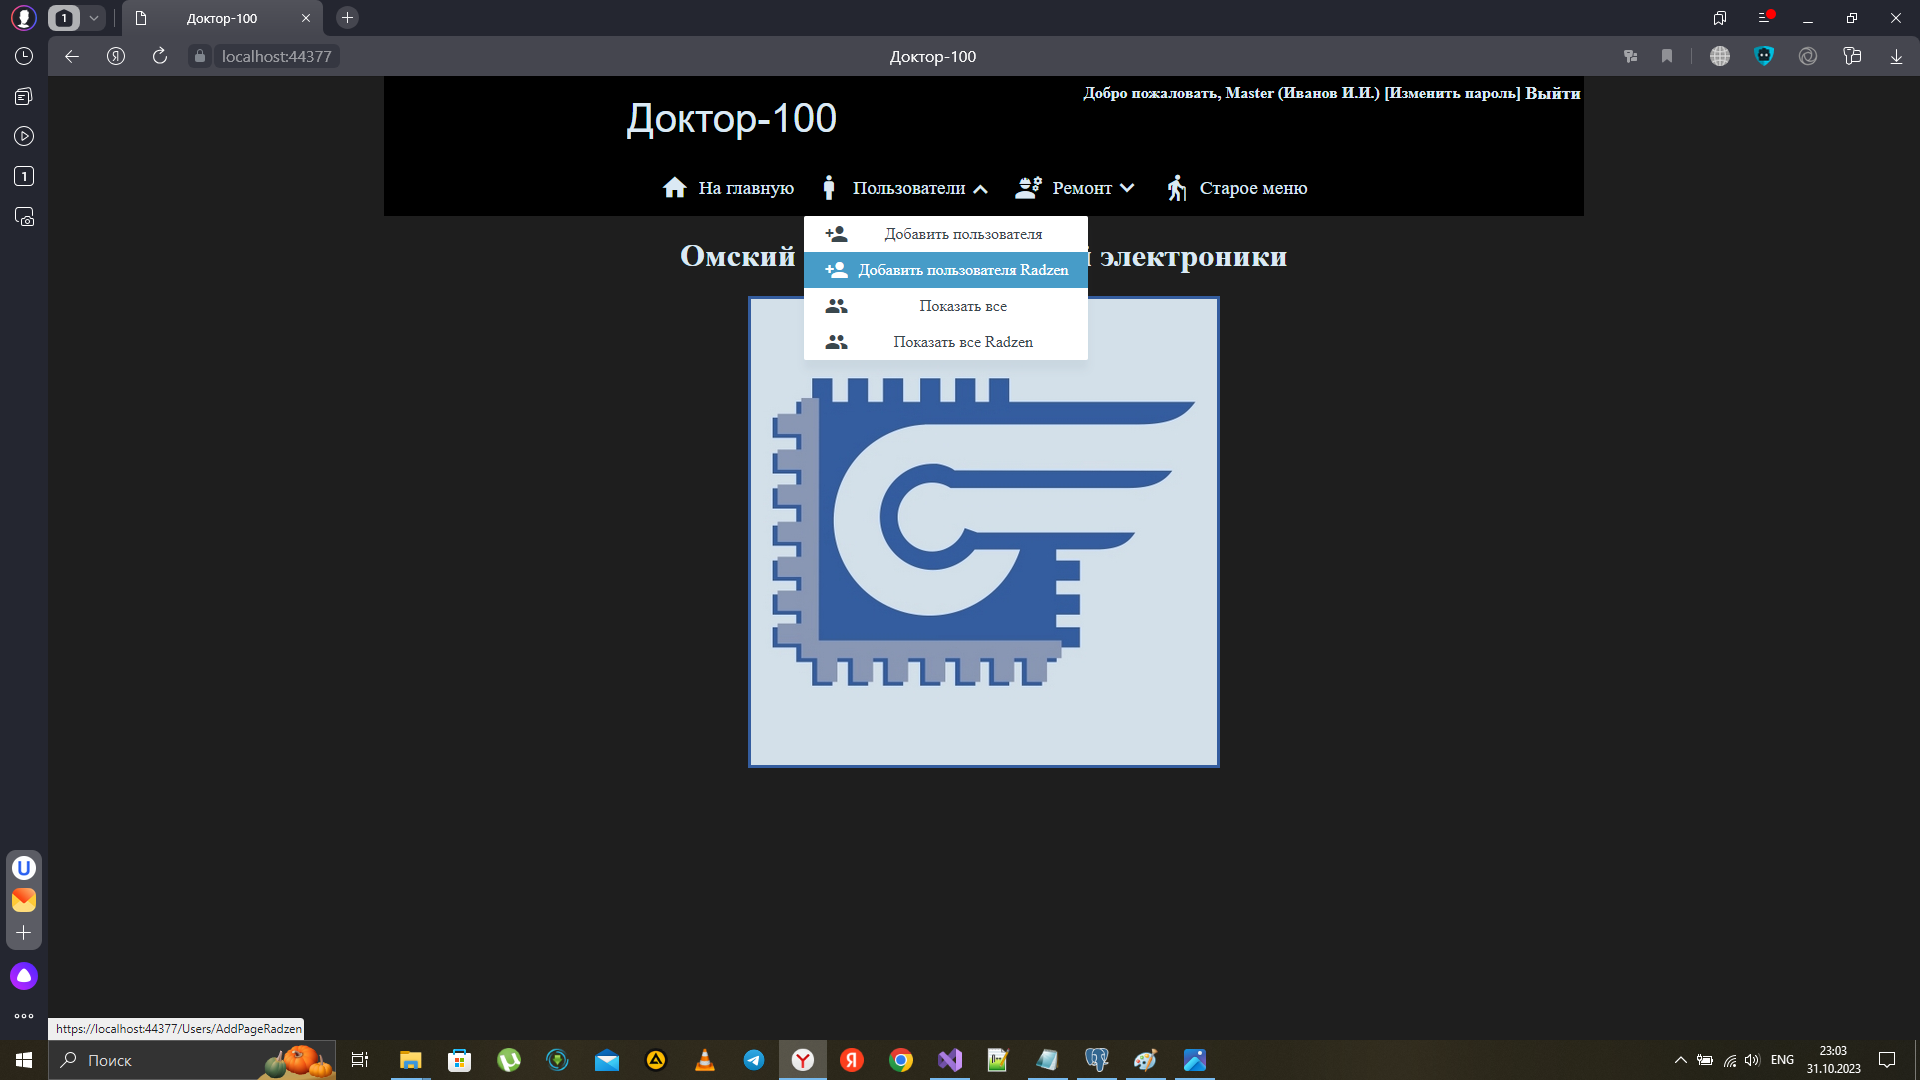 1
Доктор-100
localhost:44377
Доктор-100
Добро пожаловать, Master (Иванов И.И.) [Изменить пароль] Выйти
Доктор-100
На главную
Пользователи
Ремонт
Старое меню
Добавить пользователя
Добавить пользователя Radzen
Показать все
Показать все Radzen
Омский
электроники
1
U
https://localhost:44377/Users/AddPageRadzen
Поиск
ENG
23:03
31.10.2023